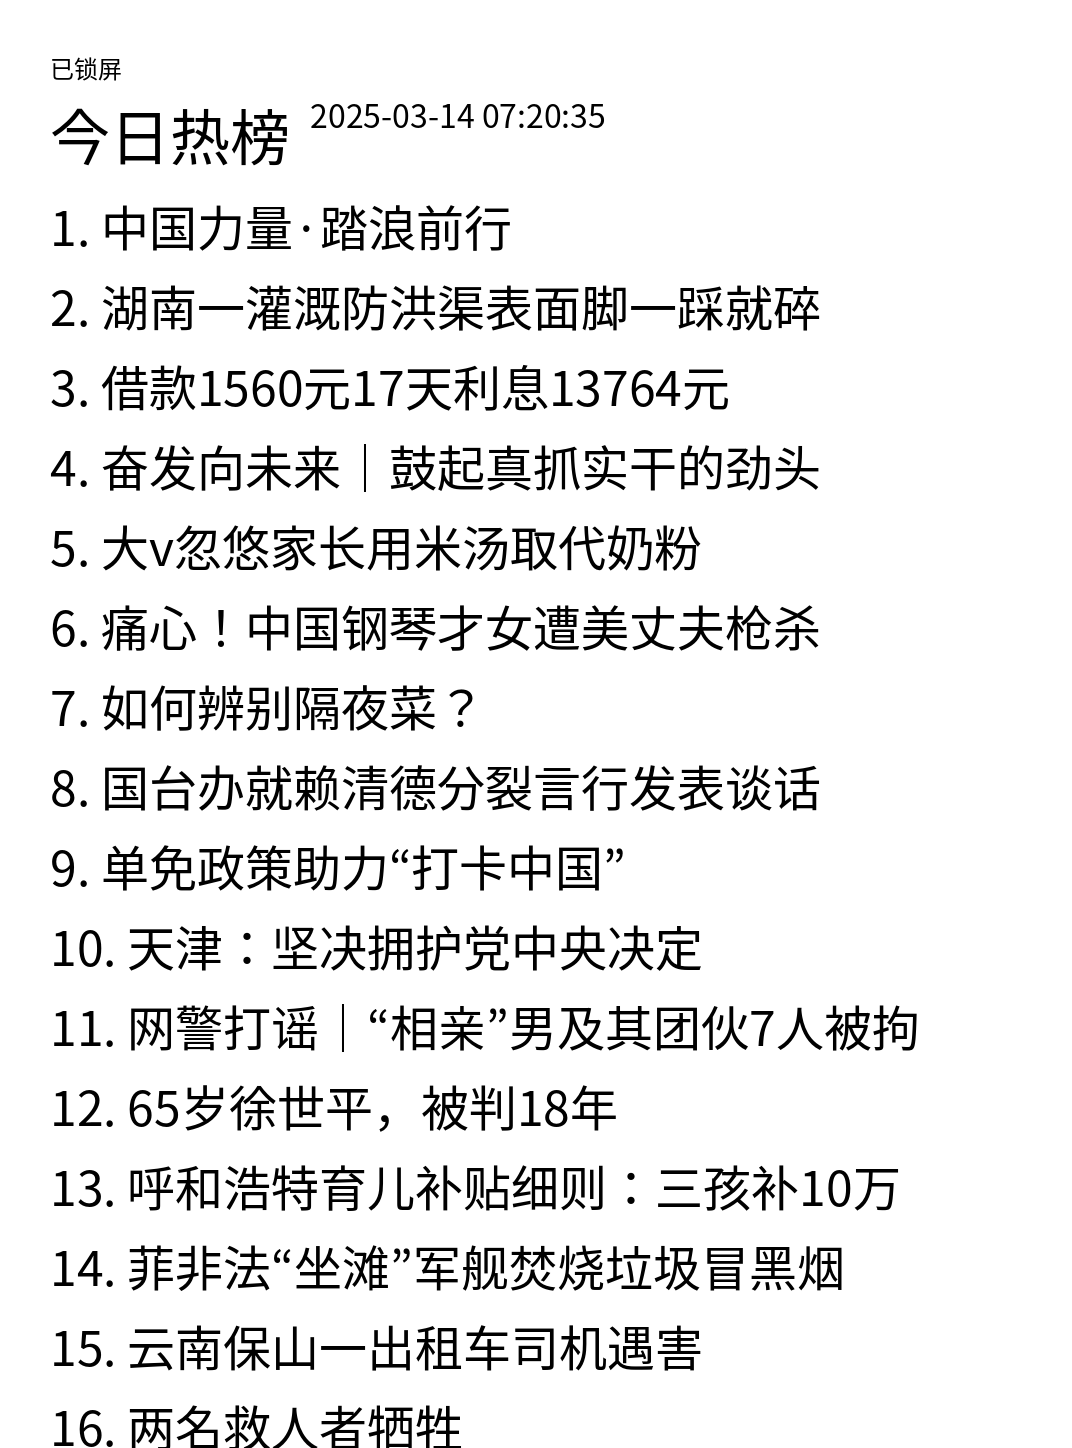 已锁屏
今日热榜 2025-03-14 07:20:35
1. 中国力量·踏浪前行
2. 湖南一灌溉防洪渠表面脚一踩就碎
3. 借款1560元17天利息13764元
4. 奋发向未来｜鼓起真抓实干的劲头
5. 大v忽悠家长用米汤取代奶粉
6. 痛心！中国钢琴才女遭美丈夫枪杀
7. 如何辨别隔夜菜？
8. 国台办就赖清德分裂言行发表谈话
9. 单免政策助力“打卡中国”
10. 天津：坚决拥护党中央决定
11. 网警打谣｜“相亲”男及其团伙7人被拘
12. 65岁徐世平，被判18年
13. 呼和浩特育儿补贴细则：三孩补10万
14. 菲非法“坐滩”军舰焚烧垃圾冒黑烟
15. 云南保山一出租车司机遇害
16. 两名救人者牺牲